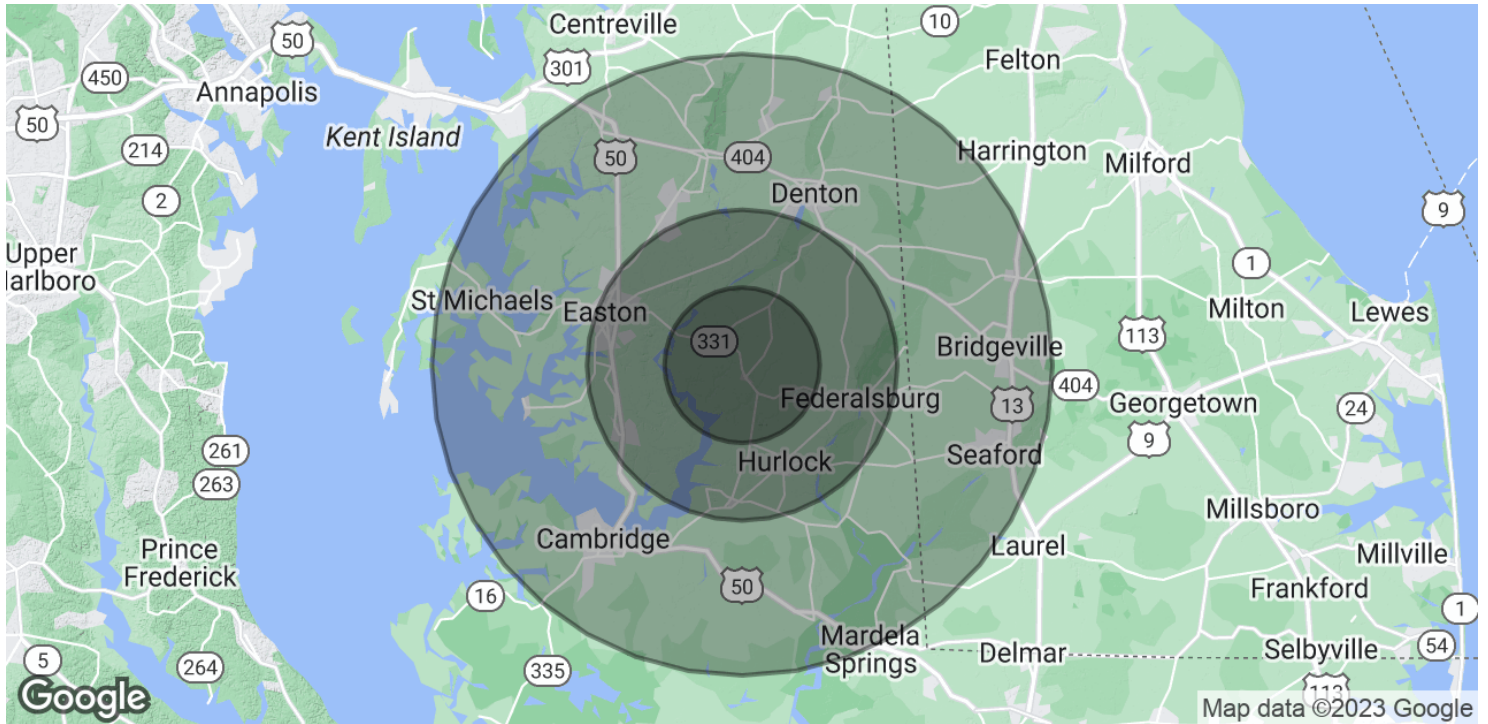 Centreville
10
50
301
Felton
450
Annapolis
50
Kent Island
214
50
404
Harrington
Milford
2
Denton
9
Upper
Marlboro
1
St Michaels
Easton
Milton
Lewes
331
113
Bridgeville
404
Federalsburg
13
Georgetown
24
261
9
Hurlock
Seaford
263
Millsboro
Cambridge
Laurel
Prince
Frederick
Millville
50
Frankford
16
1
Mardela
Springs
Delmar
Selbyville
54
5
264
335
113
Google
Map data ©2023 Google